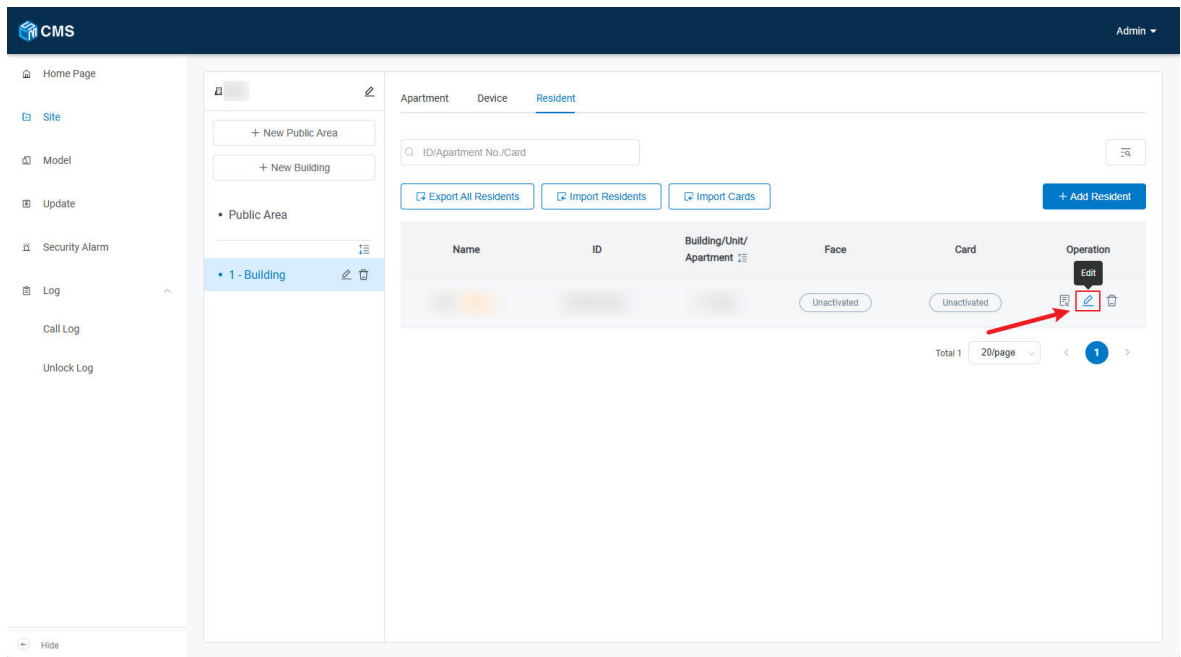 CMS
Admin
Home Page
Site
Model
Update
Security Alarm
Log
Call Log
Unlock Log
Hide
+ New Public Area
+ New Building
• Public Area
• 1 - Building
Apartment Device Resident
ID/Apartment No./Card
Export All Residents Import Residents Import Cards + Add Resident
Name ID Building/Unit/
Apartment Face Card Operation
Edit
Unactivated Unactivated
Total 1 20/page < 1 >